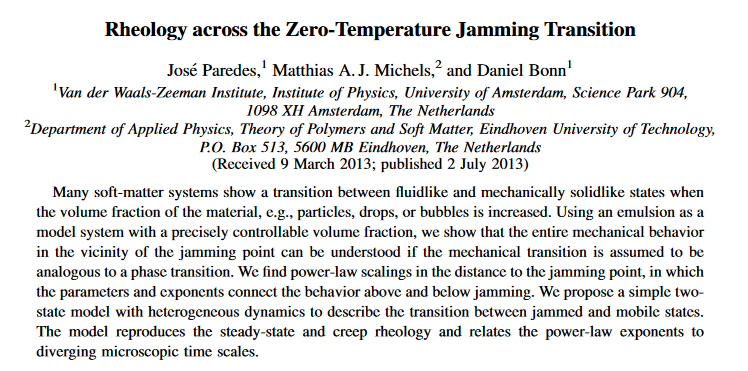 Rheology across the Zero-Temperature Jamming Transition
José Paredes,1 Matthias A. J. Michels,2 and Daniel Bonn1
1Van der Waals-Zeeman Institute, Institute of Physics, University of Amsterdam, Science Park 904,
1098 XH Amsterdam, The Netherlands
2Department of Applied Physics, Theory of Polymers and Soft Matter, Eindhoven University of Technology,
P.O. Box 513, 5600 MB Eindhoven, The Netherlands
(Received 9 March 2013; published 2 July 2013)
Many soft-matter systems show a transition between fluidlike and mechanically solidlike states when
the volume fraction of the material, e.g., particles, drops, or bubbles is increased. Using an emulsion as a
model system with a precisely controllable volume fraction, we show that the entire mechanical behavior
in the vicinity of the jamming point can be understood if the mechanical transition is assumed to be
analogous to a phase transition. We find power-law scalings in the distance to the jamming point, in which
the parameters and exponents connect the behavior above and below jamming. We propose a simple two-
state model with heterogeneous dynamics to describe the transition between jammed and mobile states.
The model reproduces the steady-state and creep rheology and relates the power-law exponents to
diverging microscopic time scales.